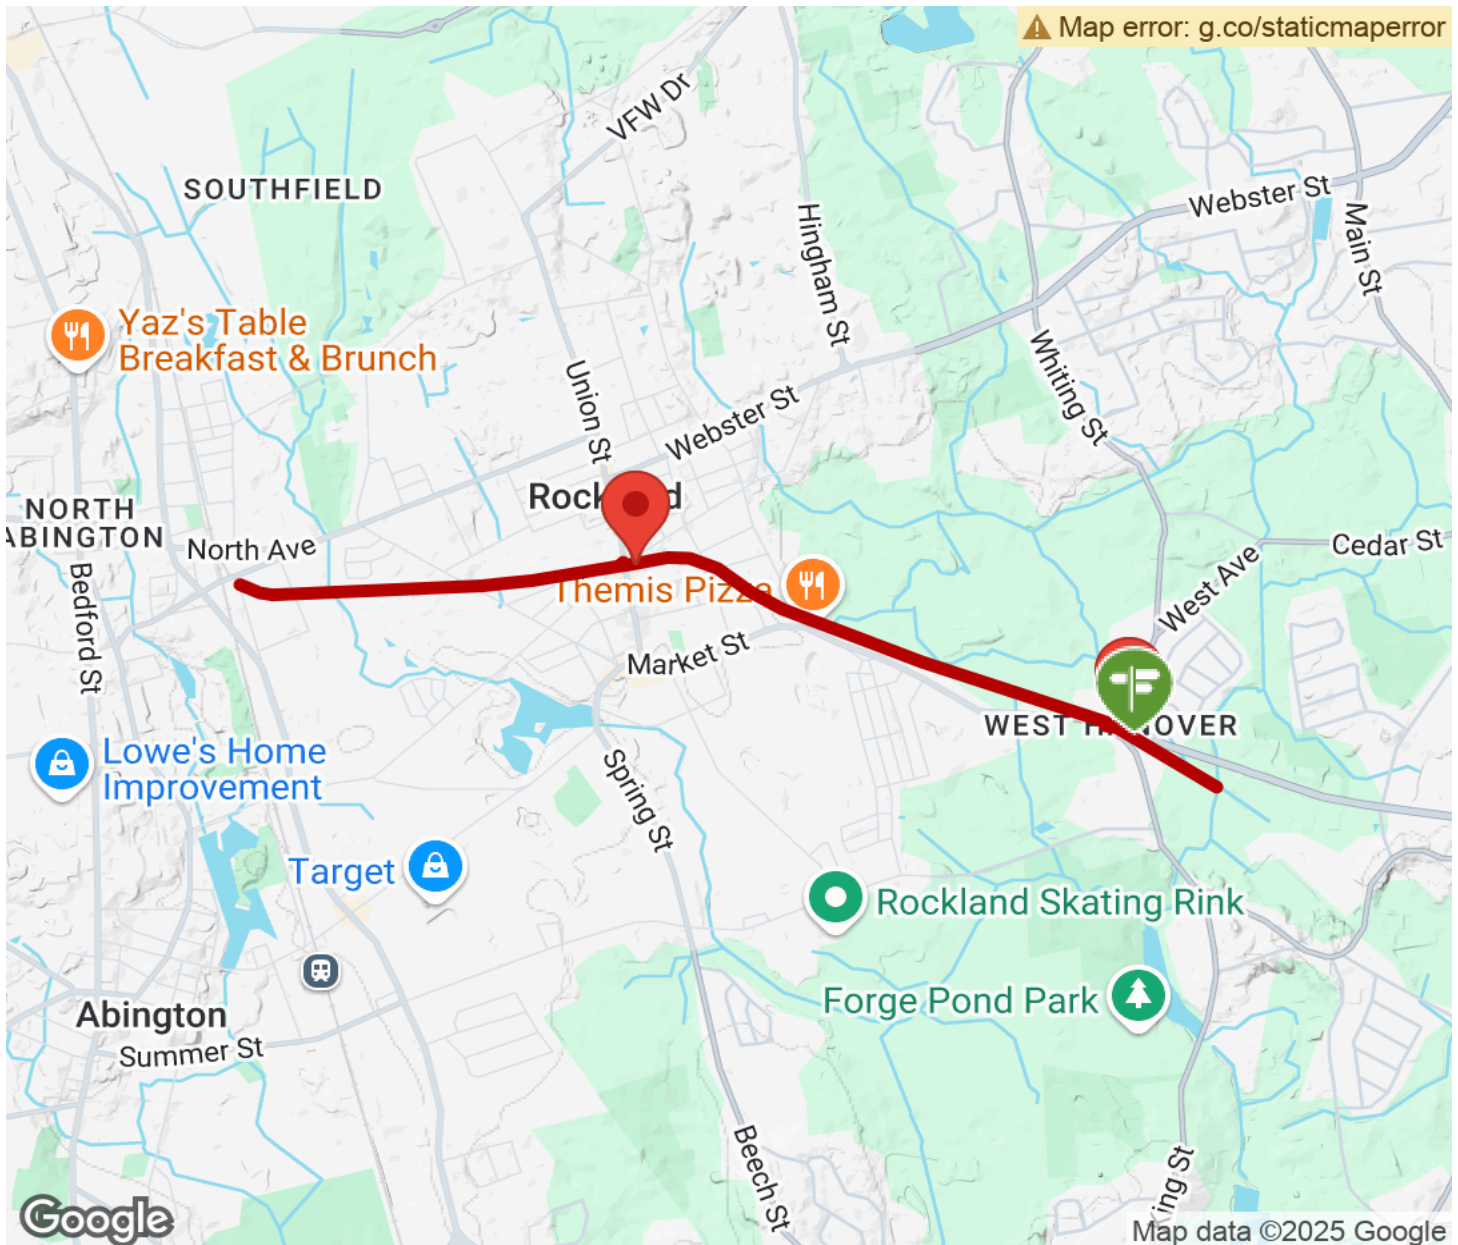 Map error: g.co/staticmaperror
VFW Dr
SOUTHFIELD
Webster St
Main St
Hingham St
Yaz's Table
Breakfast & Brunch
Union St
Whiting St
Webster St
NORTH
ABINGTON
North Ave
Cedar St
West Ave
Themis Pizza
Bedford St
Market St
WEST
Lowe's Home
Improvement
Spring St
Target
Rockland Skating Rink
Forge Pond Park
Abington
Summer St
Beech St
Google
Map data ©2025 Google